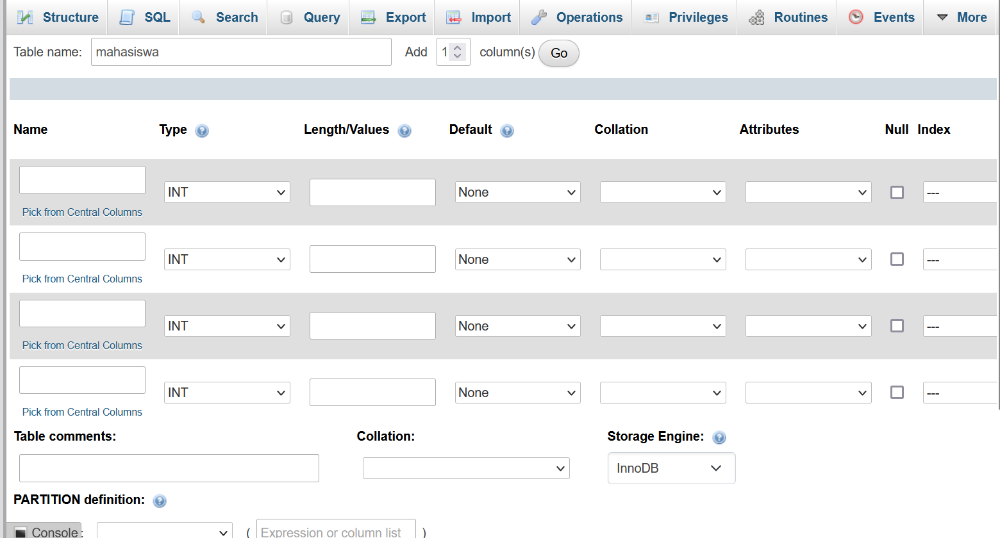 Structure SQL Search Query Export Import Operations Privileges Routines Events More
Table name: mahasiswa Add 1 column(s) Go
Name Type Length/Values Default Collation Attributes Null Index
INT None ---
Pick from Central Columns
INT None ---
Pick from Central Columns
INT None ---
Pick from Central Columns
INT None ---
Pick from Central Columns
Table comments: Collation: Storage Engine:
InnoDB
PARTITION definition:
Console : ( Expression or column list )